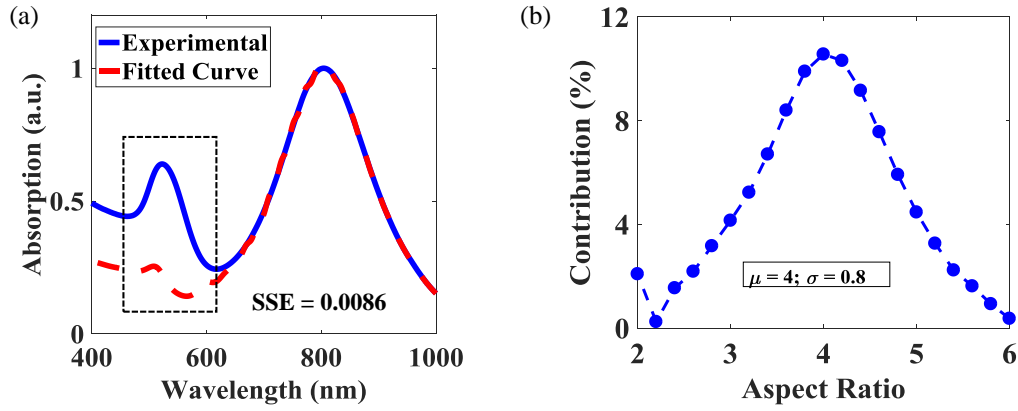 (a)
Experimental
Fitted Curve
Absorption (a.u.)
1
0.5
0
400
600
800
1000
SSE = 0.0086
Wavelength (nm)
(b)
Contribution (%)
12
8
4
0
2
3
4
5
6
μ = 4; σ = 0.8
Aspect Ratio